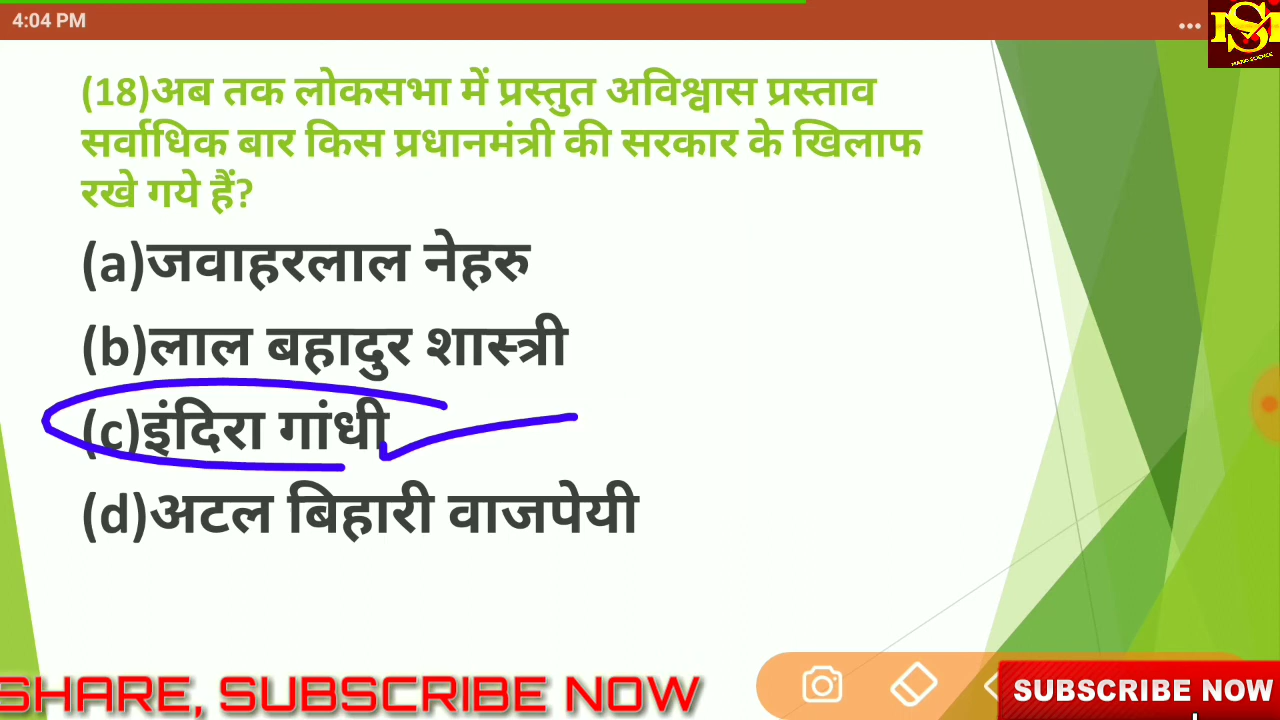 4:04 PM
(18)अब तक लोकसभा में प्रस्तुत अविश्वास प्रस्ताव
सर्वाधिक बार किस प्रधानमंत्री की सरकार के खिलाफ
रखे गये हैं?
(a)जवाहरलाल नेहरु
(b)लाल बहादुर शास्त्री
(c)इंदिरा गांधी
(d)अटल बिहारी वाजपेयी
SHARE, SUBSCRIBE NOW
SUBSCRIBE NOW